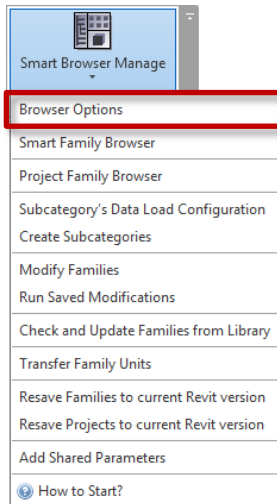 Smart Browser Manage
Browser Options
Smart Family Browser
Project Family Browser
Subcategory's Data Load Configuration
Create Subcategories
Modify Families
Run Saved Modifications
Check and Update Families from Library
Transfer Family Units
Resave Families to current Revit version
Resave Projects to current Revit version
Add Shared Parameters
How to Start?